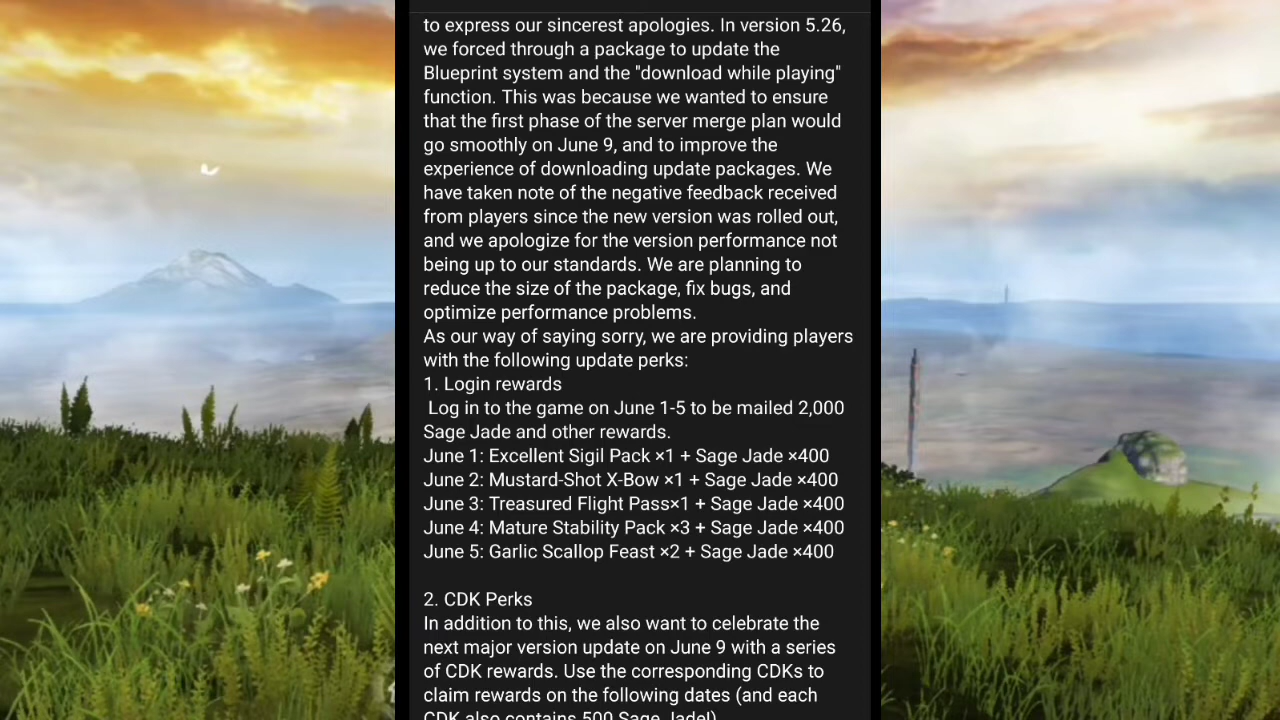 to express our sincerest apologies. In version 5.26,
we forced through a package to update the
Blueprint system and the "download while playing"
function. This was because we wanted to ensure
that the first phase of the server merge plan would
go smoothly on June 9, and to improve the
experience of downloading update packages. We
have taken note of the negative feedback received
from players since the new version was rolled out,
and we apologize for the version performance not
being up to our standards. We are planning to
reduce the size of the package, fix bugs, and
optimize performance problems.
As our way of saying sorry, we are providing players
with the following update perks:
1. Login rewards
Log in to the game on June 1-5 to be mailed 2,000
Sage Jade and other rewards.
June 1: Excellent Sigil Pack ×1 + Sage Jade ×400
June 2: Mustard-Shot X-Bow ×1 + Sage Jade ×400
June 3: Treasured Flight Pass×1 + Sage Jade ×400
June 4: Mature Stability Pack ×3 + Sage Jade ×400
June 5: Garlic Scallop Feast ×2 + Sage Jade ×400
2. CDK Perks
In addition to this, we also want to celebrate the
next major version update on June 9 with a series
of CDK rewards. Use the corresponding CDKs to
claim rewards on the following dates (and each
CDK also contains 500 Sage Jade!)